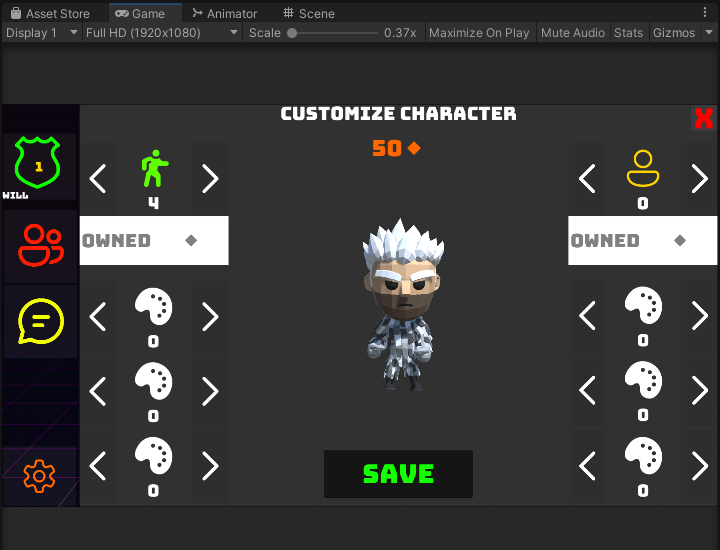 Asset Store Game Animator Scene
Display 1 Full HD (1920x1080) Scale 0.37x Maximize On Play Mute Audio Stats Gizmos
CUSTOMIZE CHARACTER X
50
1
WILL
4 0
OWNED OWNED
0 0
0 0
0 0
SAVE